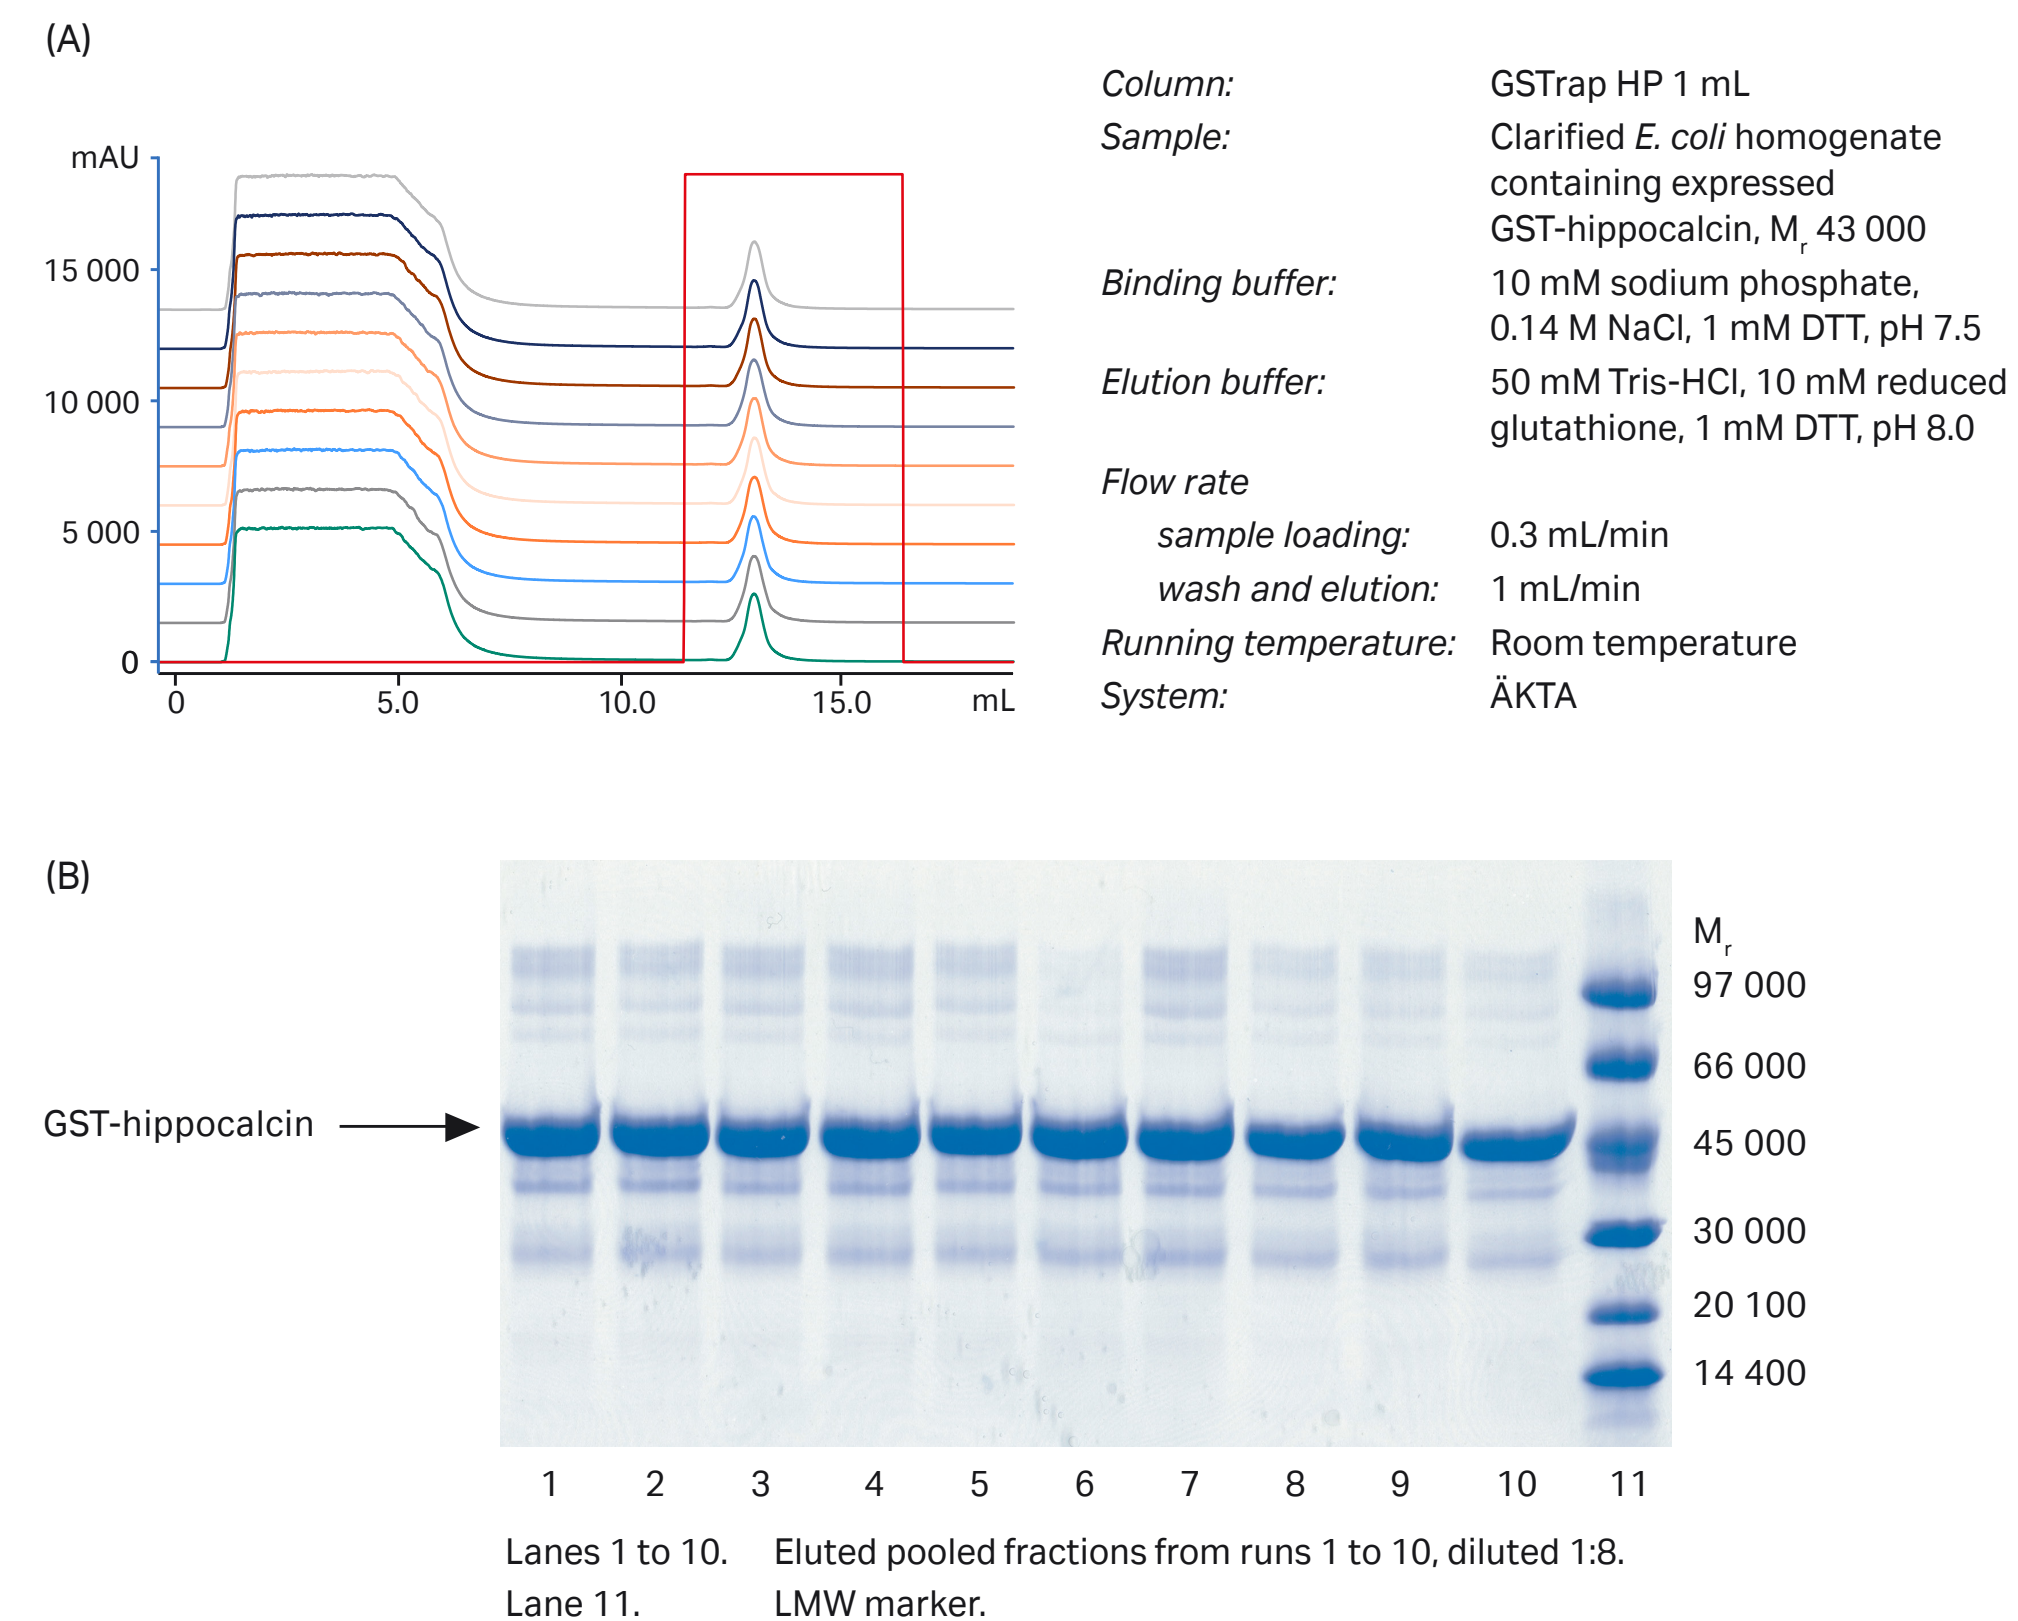 (A)
mAU
15 000
10 000
5 000
0
0 5.0 10.0 15.0 mL
Column: GSTrap HP 1 mL
Sample: Clarified E. coli homogenate
containing expressed
GST-hippocalcin, Mr 43 000
Binding buffer: 10 mM sodium phosphate,
0.14 M NaCl, 1 mM DTT, pH 7.5
Elution buffer: 50 mM Tris-HCl, 10 mM reduced
glutathione, 1 mM DTT, pH 8.0
Flow rate
sample loading: 0.3 mL/min
wash and elution: 1 mL/min
Running temperature: Room temperature
System: ÄKTA
(B)
GST-hippocalcin
Mr
97 000
66 000
45 000
30 000
20 100
14 400
1 2 3 4 5 6 7 8 9 10 11
Lanes 1 to 10. Eluted pooled fractions from runs 1 to 10, diluted 1:8.
Lane 11. LMW marker.